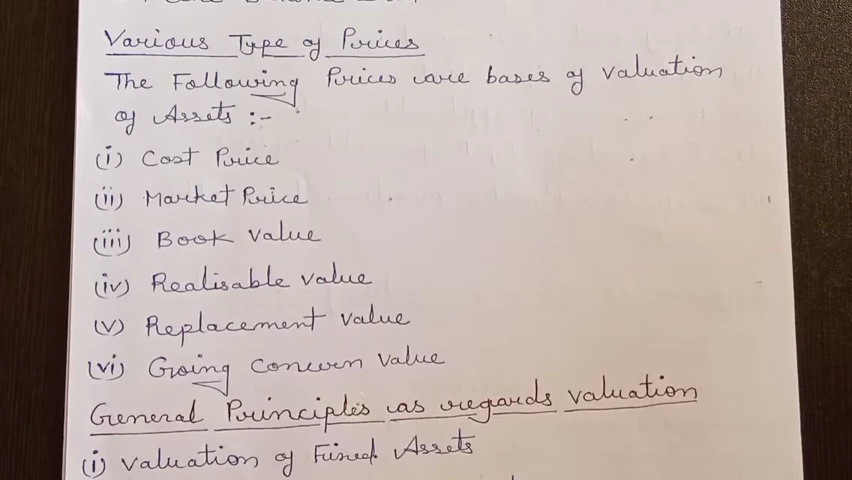 Various Type of Prices
The Following Prices are bases of valuation
of Assets :-
(i) Cost Price
(ii) Market Price
(iii) Book value
(iv) Realisable value
(v) Replacement value
(vi) Going Concern value
General Principles as regards valuation
(i) valuation of Fixed Assets